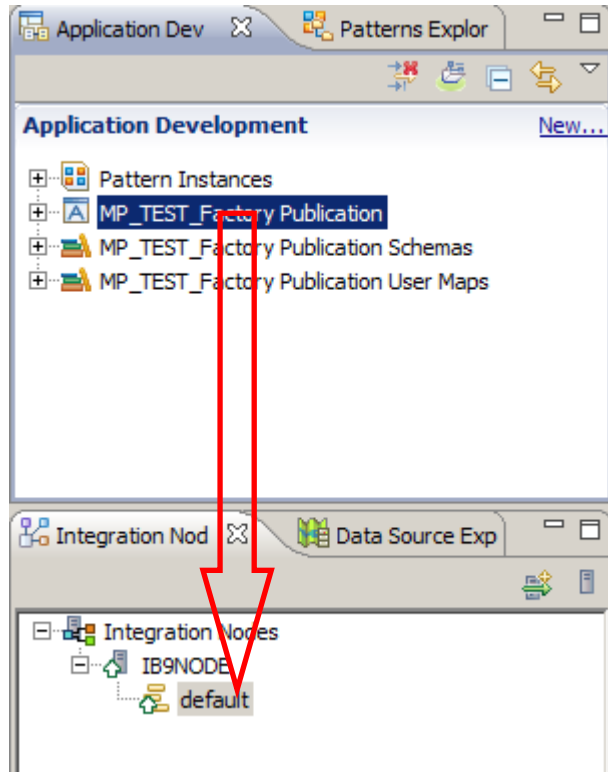 Application Dev Patterns Explor
Application Development New...
Pattern Instances
MP_TEST_Factory Publication
MP_TEST_Factory Publication Schemas
MP_TEST_Factory Publication User Maps
Integration Nod Data Source Exp
Integration Nodes
IB9NODE
default